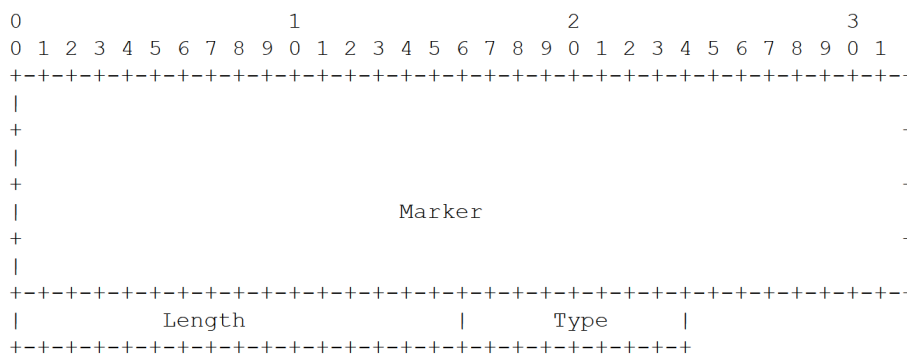 0                   1                   2                   3
0 1 2 3 4 5 6 7 8 9 0 1 2 3 4 5 6 7 8 9 0 1 2 3 4 5 6 7 8 9 0 1
+-+-+-+-+-+-+-+-+-+-+-+-+-+-+-+-+-+-+-+-+-+-+-+-+-+-+-+-+-+-+-+-
|
+                                                               -
|
+                                                               -
|                           Marker
+                                                               -
|
+-+-+-+-+-+-+-+-+-+-+-+-+-+-+-+-+-+-+-+-+-+-+-+-+-+-+-+-+-+-+-+-
|          Length               |      Type     |
+-+-+-+-+-+-+-+-+-+-+-+-+-+-+-+-+-+-+-+-+-+-+-+-+